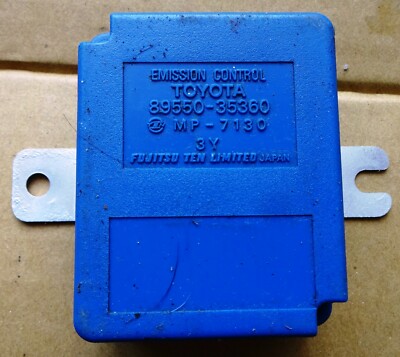 EMISSION CONTROL
TOYOTA
89550-35360
MP-7130
3Y
FUJITSU TEN LIMITED JAPAN